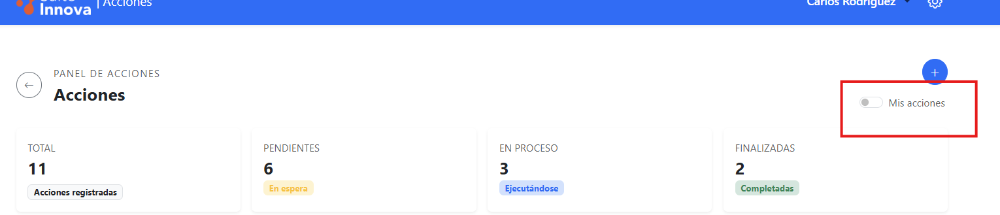 Innova | Acciones
Carlos Rodríguez
PANEL DE ACCIONES
Acciones
+
Mis acciones
TOTAL
11
Acciones registradas
PENDIENTES
6
En espera
EN PROCESO
3
Ejecutándose
FINALIZADAS
2
Completadas